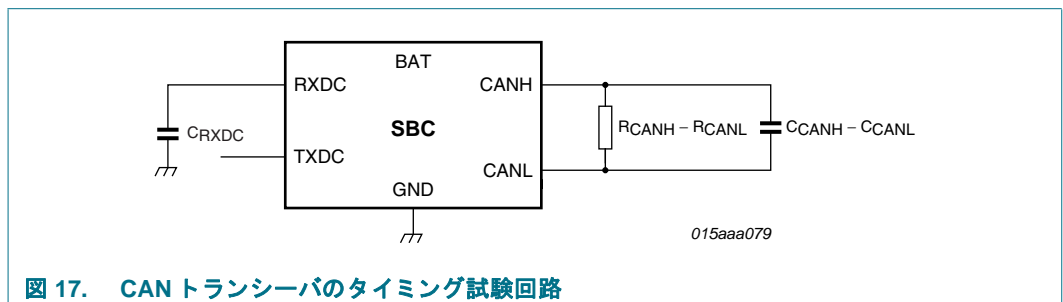 BAT
RXDC
CANH
CRXDC
SBC
RCANH – RCANL
CCANH – CCANL
TXDC
CANL
GND
015aaa079
図 17. CAN トランシーバのタイミング試験回路